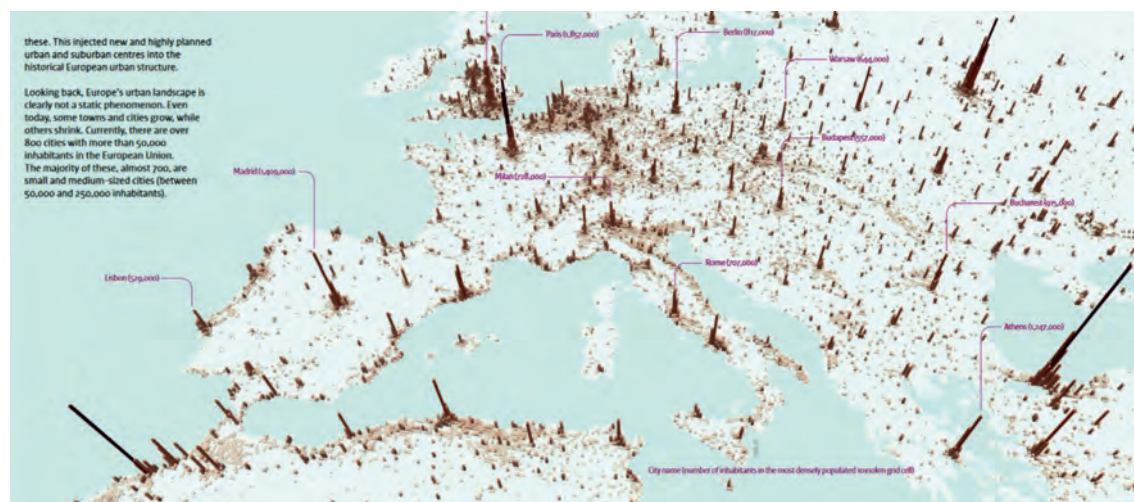 these. This injected new and highly planned
urban and suburban centres into the
historical European urban structure.
Looking back, Europe's urban landscape is
clearly not a static phenomenon. Even
today, some towns and cities grow, while
others shrink. Currently, there are over
800 cities with more than 50,000
inhabitants in the European Union.
The majority of these, almost 700, are
small and medium-sized cities (between
50,000 and 250,000 inhabitants).
Paris (1,857,000)
Berlin (817,000)
Warsaw (644,000)
Budapest (557,000)
Madrid (1,409,000)
Milan (728,000)
Bucharest
Rome (707,000)
Lisbon (529,000)
Athens (1,247,000)
City name (number of inhabitants in the most densely populated 10x10km grid cell)